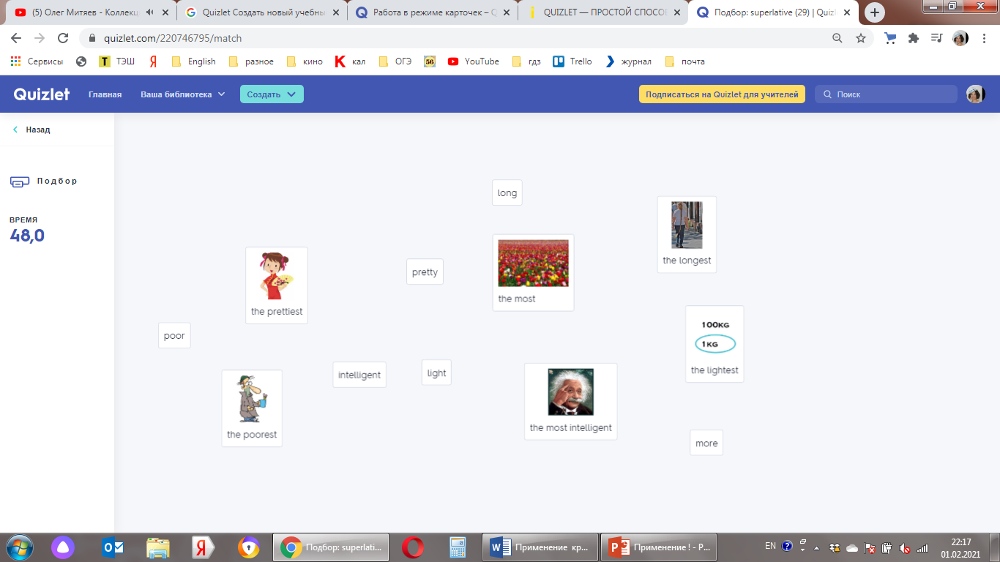 (5) Олег Митяев - Коллекц
Quizlet Создать новый учебны
Работа в режиме карточек – Q
QUIZLET — ПРОСТОЙ СПОСОБ
Подбор: superlative (29) | Quizl
quizlet.com/220746795/match
Сервисы
ТЭШ
English
разное
кино
кал
ОГЭ
56
YouTube
гдз
Trello
журнал
почта
Quizlet
Главная
Ваша библиотека
Создать
Подписаться на Quizlet для учителей
Поиск
Назад
Подбор
ВРЕМЯ
48,0
long
the longest
pretty
the most
the prettiest
100KG
1KG
the lightest
poor
intelligent
light
the most intelligent
the poorest
more
Подбор: superlati...
Применение кр...
Применение ! - P...
EN
22:17
01.02.2021